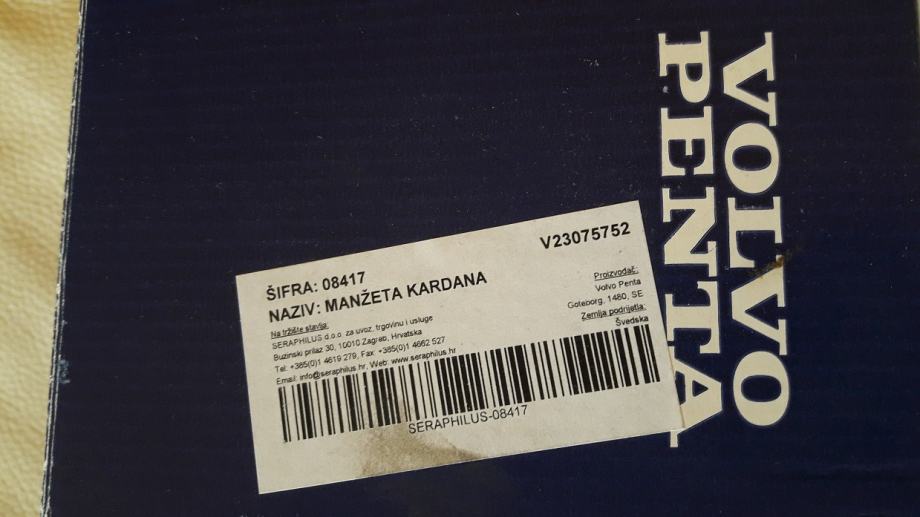 VOLVO
PENTA
V23075752
ŠIFRA: 08417
NAZIV: MANŽETA KARDANA
Na tržište stavlja:
SERAPHILUS d.o.o. za uvoz, trgovinu i usluge
Buzinski prilaz 30, 10010 Zagreb, Hrvatska
Tel: +385(0)1 4619 279, Fax: +385(0)1 4662 527
Email: info@seraphilus.hr, Web: www.seraphilus.hr
Proizvođač:
Volvo Penta
Goteborg, 1480, SE
Zemlja podrijetla:
Švedska
SERAPHILUS-08417